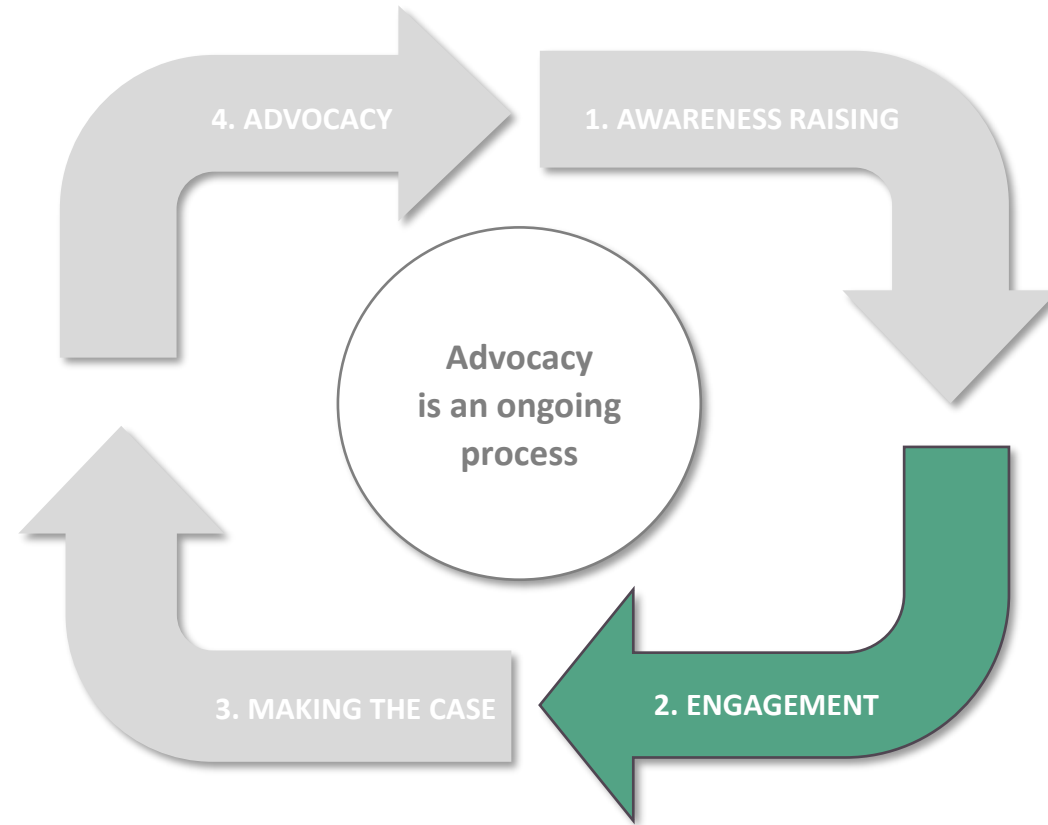 4. ADVOCACY
1. AWARENESS RAISING
Advocacy
is an ongoing
process
3. MAKING THE CASE
2. ENGAGEMENT